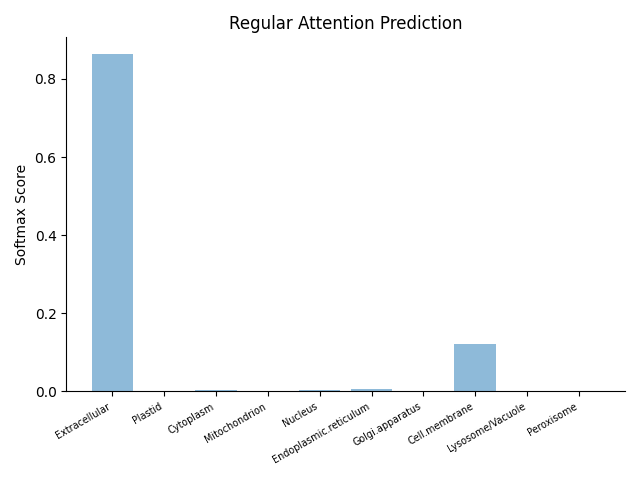 Regular Attention Prediction
Softmax Score
0.8
0.6
0.4
0.2
0.0
Extracellular
Plastid
Cytoplasm
Mitochondrion
Nucleus
Endoplasmic.reticulum
Golgi.apparatus
Cell.membrane
Lysosome/Vacuole
Peroxisome